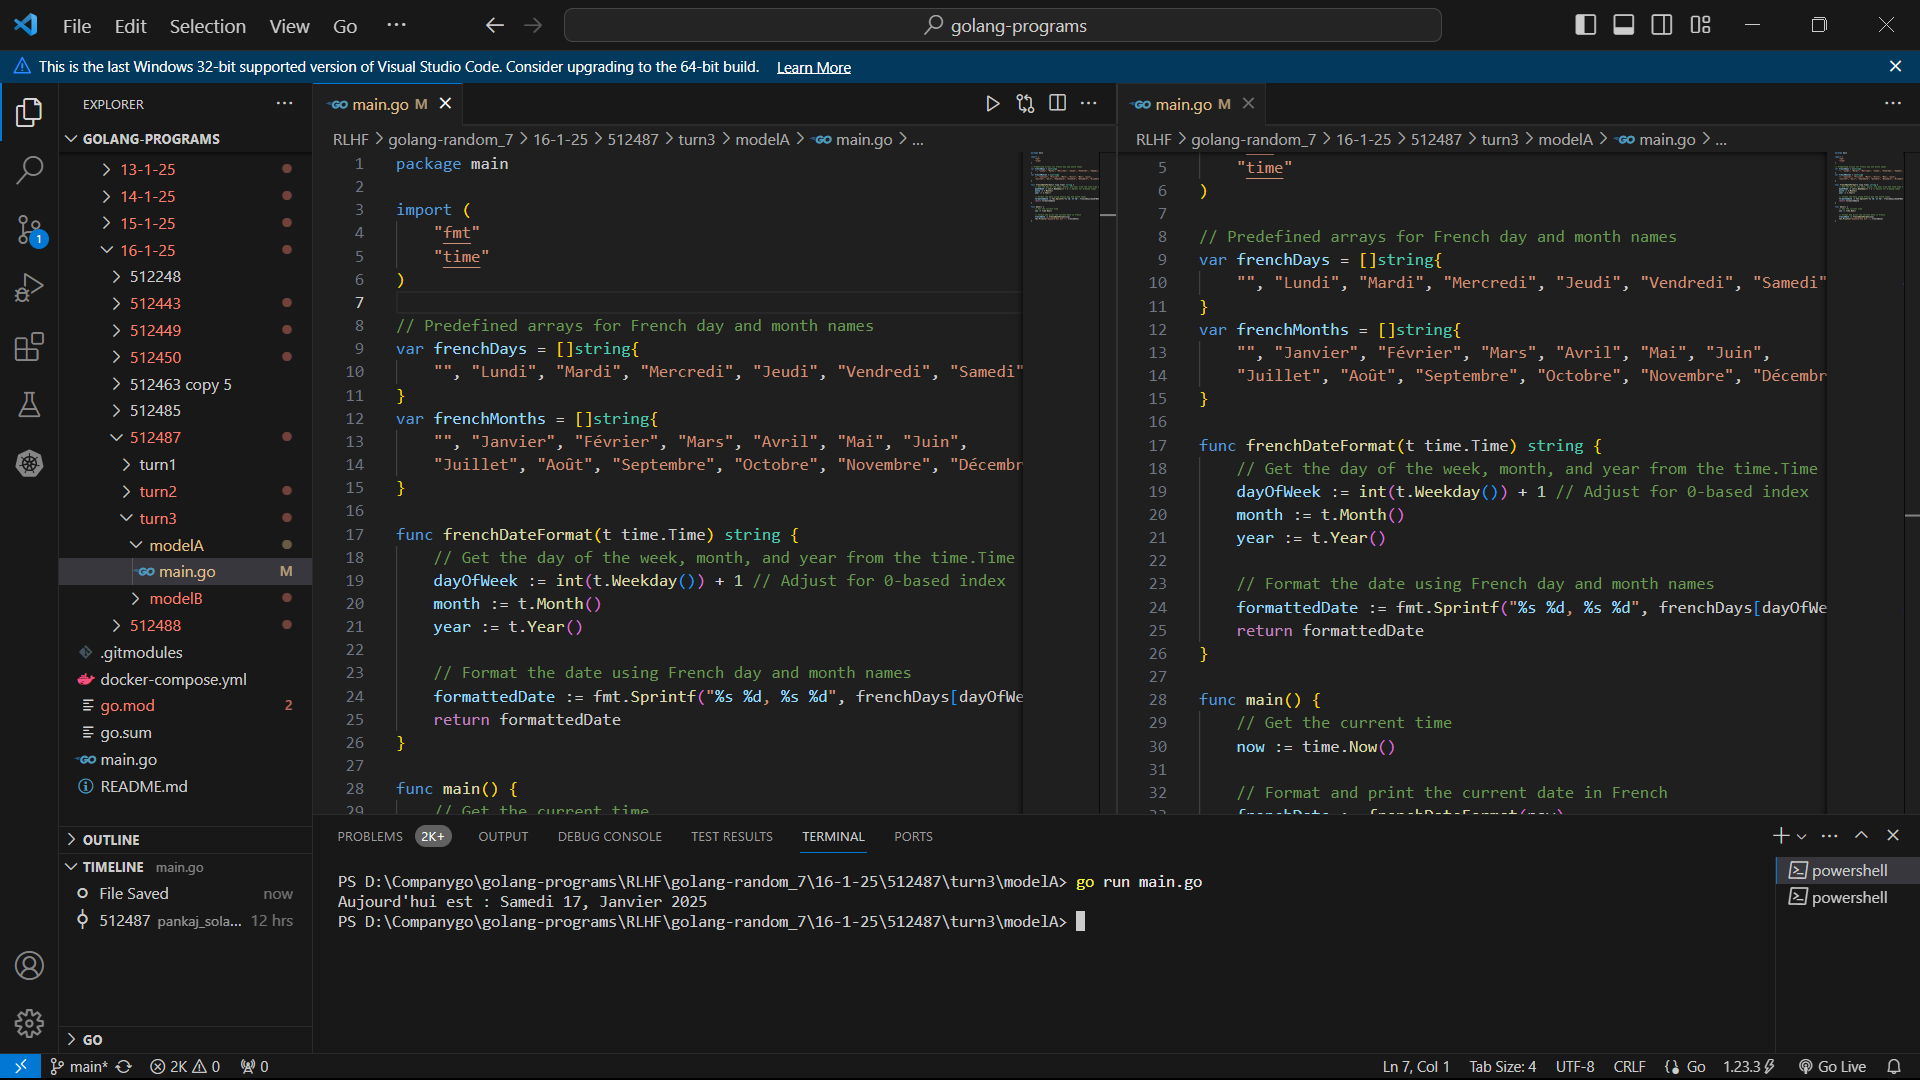 File Edit Selection View Go ... golang-programs
This is the last Windows 32-bit supported version of Visual Studio Code. Consider upgrading to the 64-bit build. Learn More
EXPLORER
GOLANG-PROGRAMS
13-1-25
14-1-25
15-1-25
16-1-25
512248
512443
512449
512450
512463 copy 5
512485
512487
turn1
turn2
turn3
modelA
main.go M
modelB
512488
.gitmodules
docker-compose.yml
go.mod 2
go.sum
main.go
README.md
OUTLINE
TIMELINE main.go
File Saved now
512487 pankaj_sola... 12 hrs
GO
1
main.go M
RLHF > golang-random_7 > 16-1-25 > 512487 > turn3 > modelA > main.go > ...
1 package main
2
3 import (
4 "fmt"
5 "time"
6 )
7
8 // Predefined arrays for French day and month names
9 var frenchDays = []string{
10 "", "Lundi", "Mardi", "Mercredi", "Jeudi", "Vendredi", "Samedi"
11 }
12 var frenchMonths = []string{
13 "", "Janvier", "Février", "Mars", "Avril", "Mai", "Juin",
14 "Juillet", "Août", "Septembre", "Octobre", "Novembre", "Décembr
15 }
16
17 func frenchDateFormat(t time.Time) string {
18 // Get the day of the week, month, and year from the time.Time
19 dayOfWeek := int(t.Weekday()) + 1 // Adjust for 0-based index
20 month := t.Month()
21 year := t.Year()
22
23 // Format the date using French day and month names
24 formattedDate := fmt.Sprintf("%s %d, %s %d", frenchDays[dayOfWe
25 return formattedDate
26 }
27
28 func main() {
29 // Get the current time
main.go M
RLHF > golang-random_7 > 16-1-25 > 512487 > turn3 > modelA > main.go > ...
5 "time"
6 )
7
8 // Predefined arrays for French day and month names
9 var frenchDays = []string{
10 "", "Lundi", "Mardi", "Mercredi", "Jeudi", "Vendredi", "Samedi"
11 }
12 var frenchMonths = []string{
13 "", "Janvier", "Février", "Mars", "Avril", "Mai", "Juin",
14 "Juillet", "Août", "Septembre", "Octobre", "Novembre", "Décembr
15 }
16
17 func frenchDateFormat(t time.Time) string {
18 // Get the day of the week, month, and year from the time.Time
19 dayOfWeek := int(t.Weekday()) + 1 // Adjust for 0-based index
20 month := t.Month()
21 year := t.Year()
22
23 // Format the date using French day and month names
24 formattedDate := fmt.Sprintf("%s %d, %s %d", frenchDays[dayOfWe
25 return formattedDate
26 }
27
28 func main() {
29 // Get the current time
30 now := time.Now()
31
32 // Format and print the current date in French
33 frenchDate := frenchDateFormat(now)
PROBLEMS 2K+ OUTPUT DEBUG CONSOLE TEST RESULTS TERMINAL PORTS
PS D:\Companygo\golang-programs\RLHF\golang-random_7\16-1-25\512487\turn3\modelA> go run main.go
Aujourd'hui est : Samedi 17, Janvier 2025
PS D:\Companygo\golang-programs\RLHF\golang-random_7\16-1-25\512487\turn3\modelA>
powershell
powershell
main* 2K 0 0 Ln 7, Col 1 Tab Size: 4 UTF-8 CRLF Go 1.23.3 Go Live